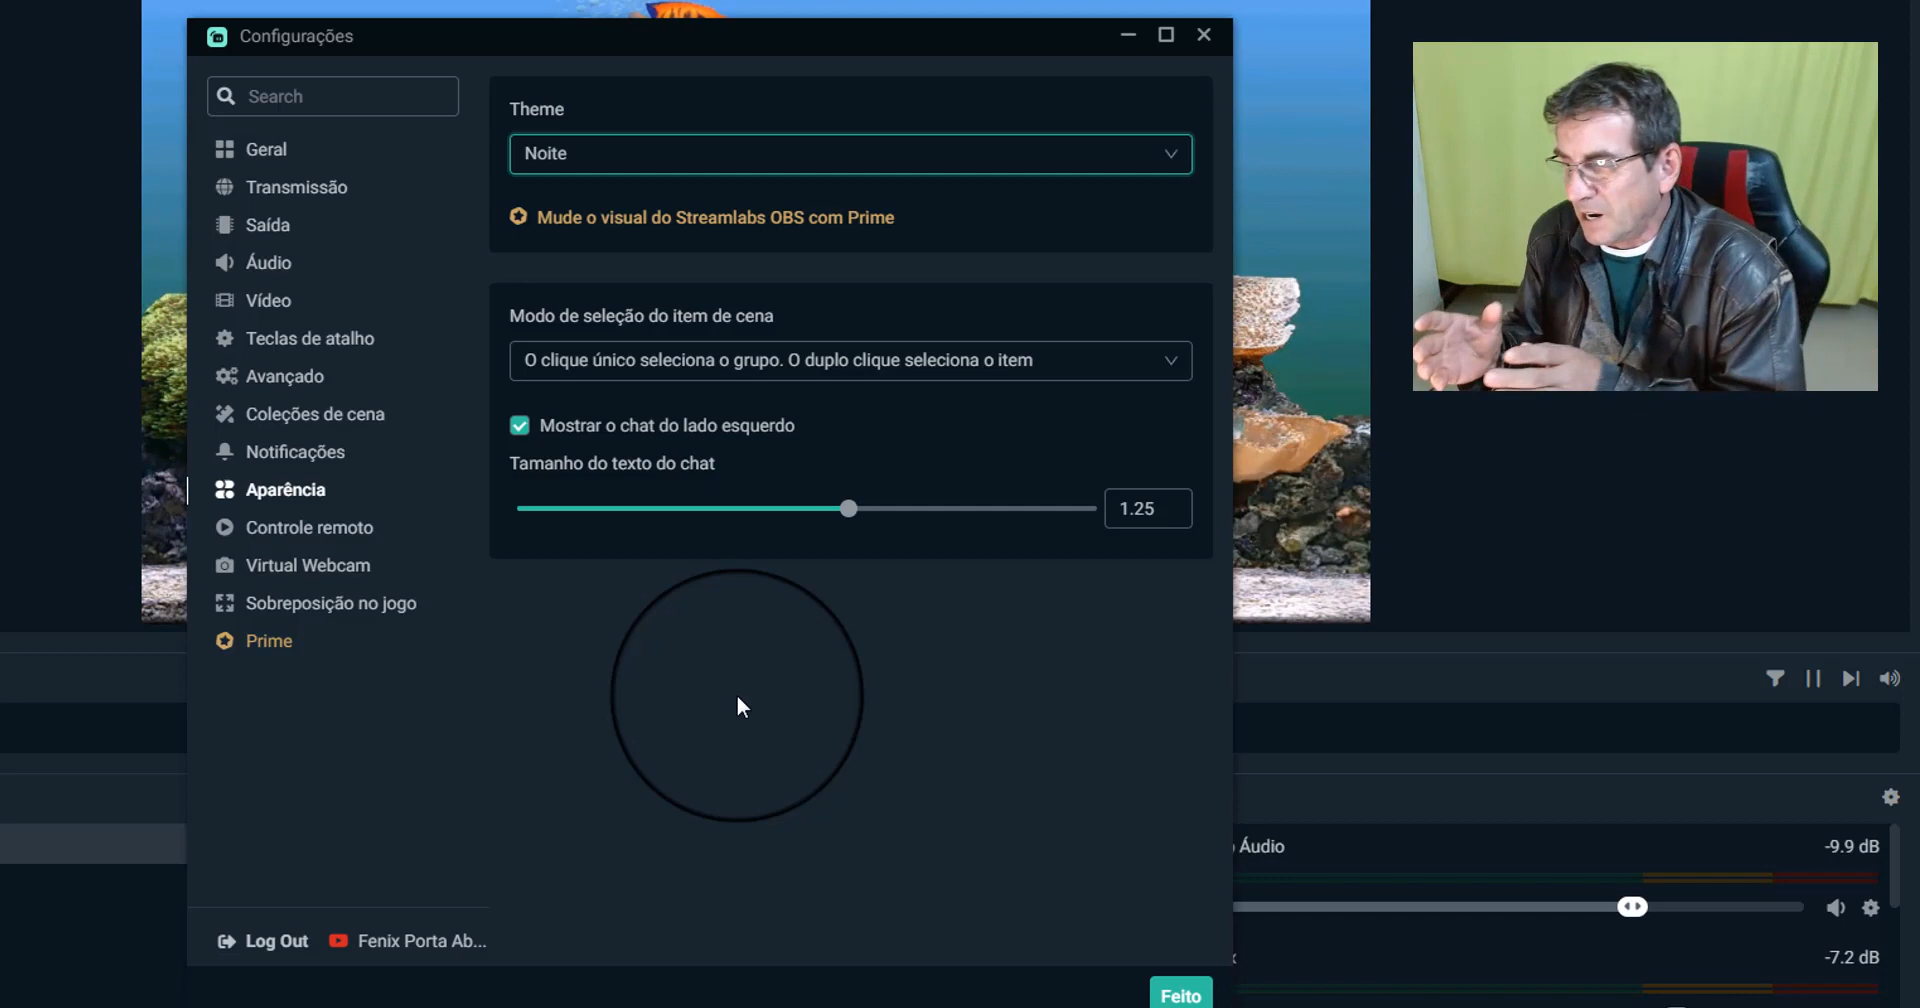 Configurações
Search
Geral
Transmissão
Saída
Áudio
Vídeo
Teclas de atalho
Avançado
Coleções de cena
Notificações
Aparência
Controle remoto
Virtual Webcam
Sobreposição no jogo
Prime
Log Out
Fenix Porta Ab...
Theme
Noite
Mude o visual do Streamlabs OBS com Prime
Modo de seleção do item de cena
O clique único seleciona o grupo. O duplo clique seleciona o item
Mostrar o chat do lado esquerdo
Tamanho do texto do chat
1.25
Feito
Áudio
-9.9 dB
-7.2 dB